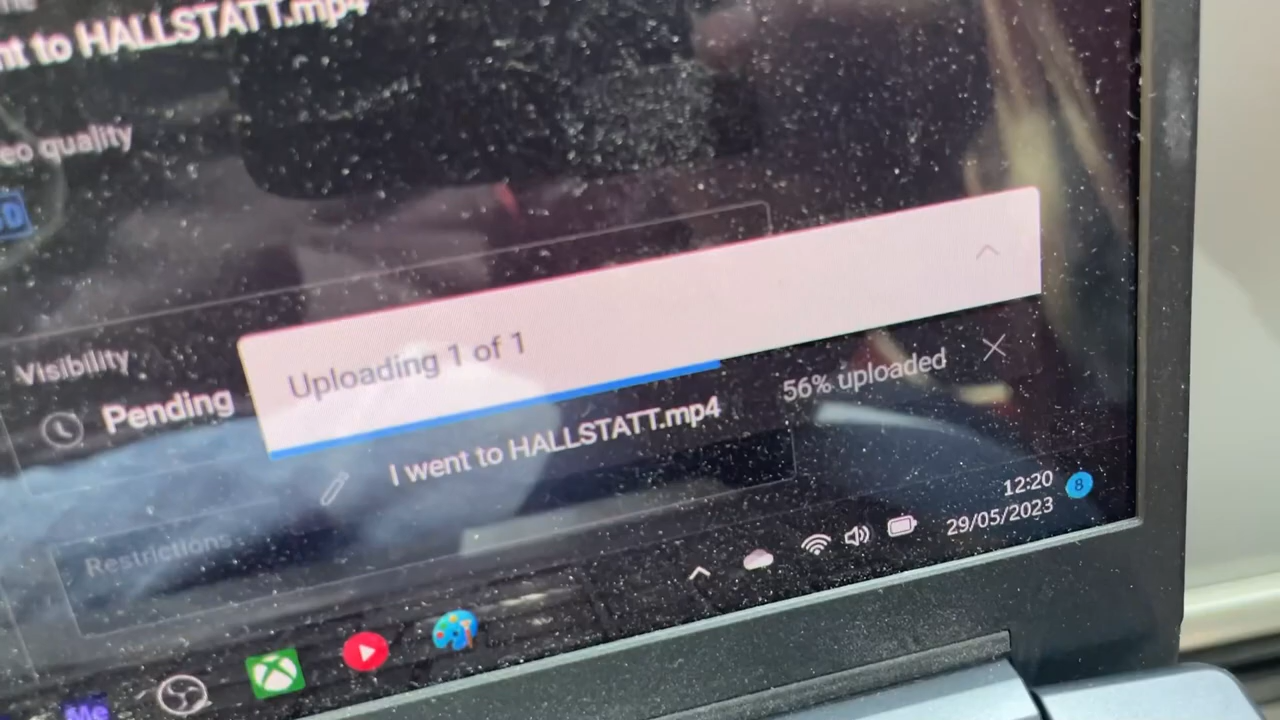 nt to HALLSTATT.mp4
eo quality
Uploading 1 of 1
Visibility
Pending
56% uploaded
I went to HALLSTATT.mp4
Restrictions
12:20
8
29/05/2023
Me